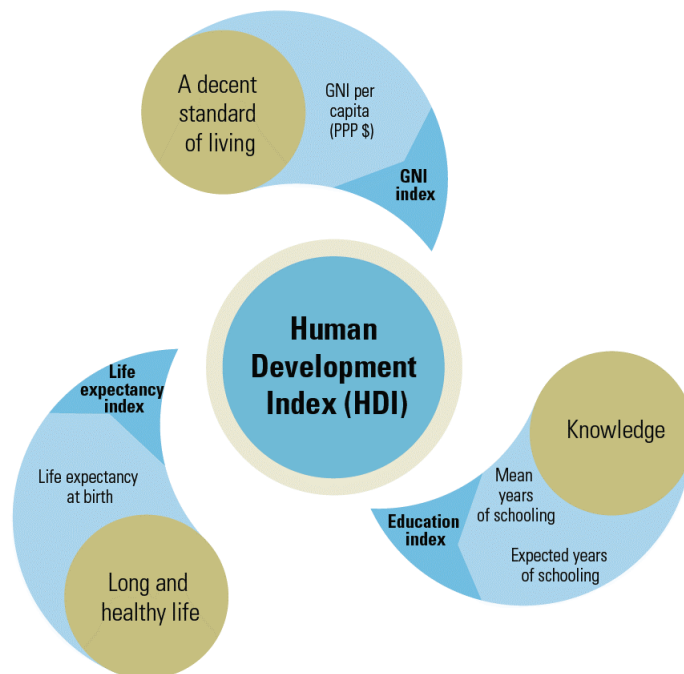 A decent
standard
of living
GNI per
capita
(PPP $)
GNI
index
Human
Development
Index (HDI)
Life
expectancy
index
Life expectancy
at birth
Long and
healthy life
Knowledge
Mean
years
of schooling
Expected years
of schooling
Education
index